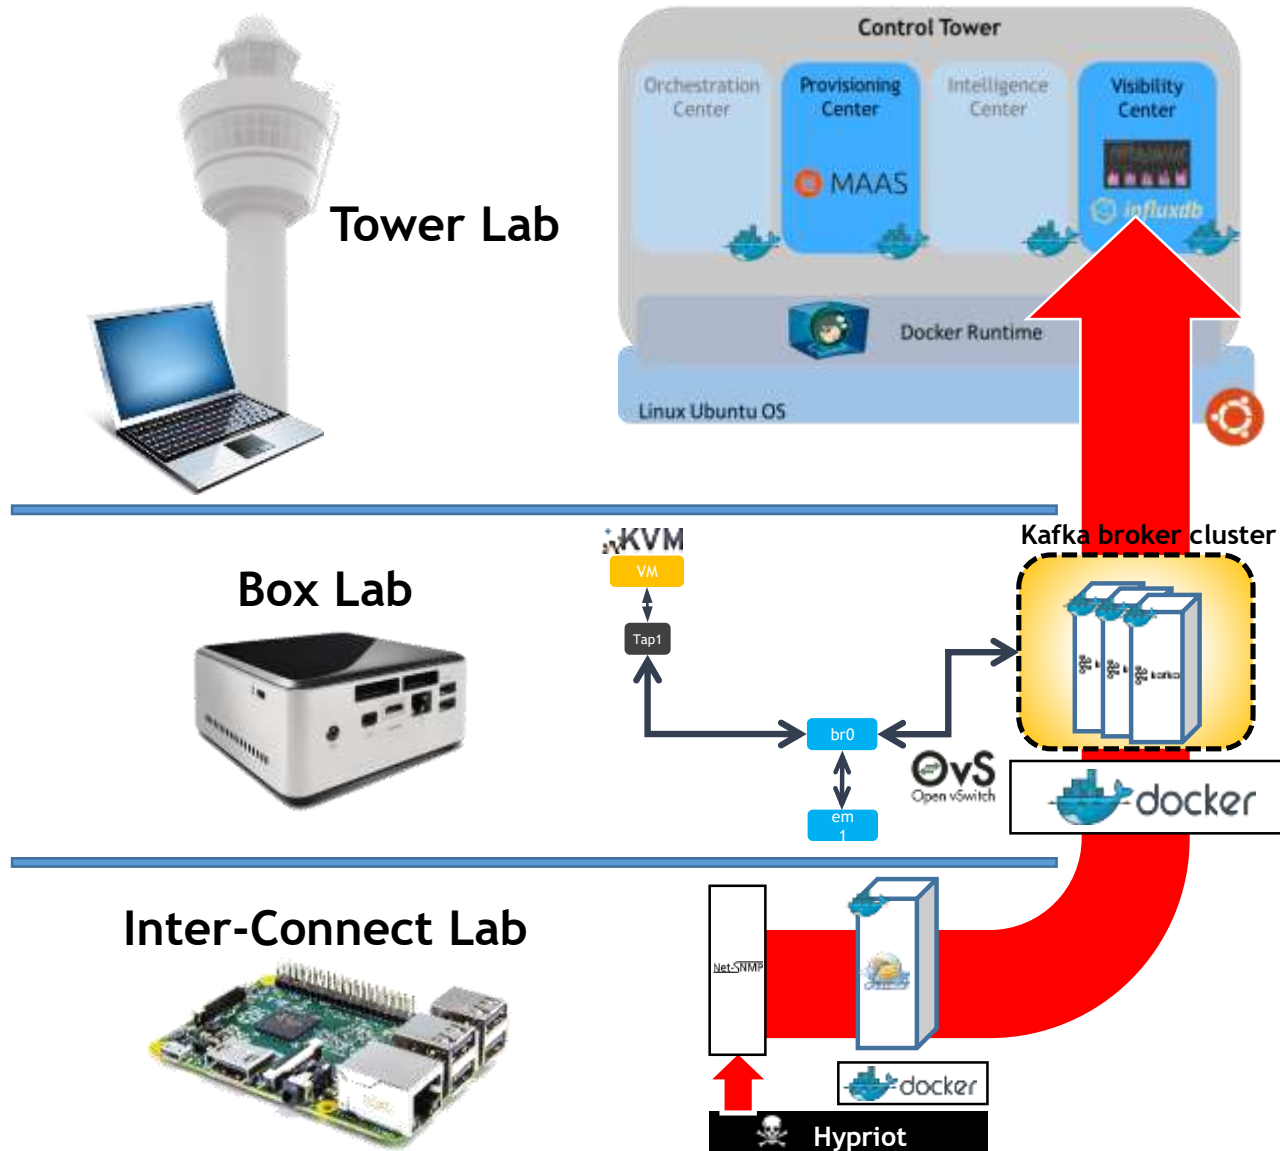 Control Tower
Orchestration
Center
Provisioning
Center
Intelligence
Center
Visibility
Center
MAAS
influxdb
Tower Lab
Docker Runtime
Linux Ubuntu OS
KVM
VM
Tap1
Kafka broker cluster
Box Lab
kafka
br0
OvS
Open vSwitch
em
1
docker
Inter-Connect Lab
Net-SNMP
docker
Hypriot